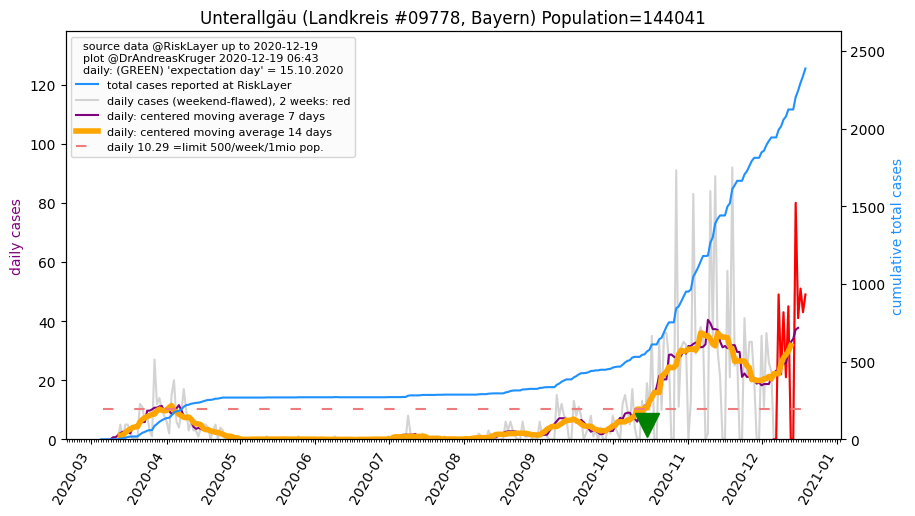 Unterallgäu (Landkreis #09778, Bayern) Population=144041
source data @RiskLayer up to 2020-12-19
plot @DrAndreasKruger 2020-12-19 06:43
daily: (GREEN) 'expectation day' = 15.10.2020
total cases reported at RiskLayer
daily cases (weekend-flawed), 2 weeks: red
daily: centered moving average 7 days
daily: centered moving average 14 days
daily 10.29 =limit 500/week/1mio pop.
daily cases
0
20
40
60
80
100
120
cumulative total cases
0
500
1000
1500
2000
2500
2020-03
2020-04
2020-05
2020-06
2020-07
2020-08
2020-09
2020-10
2020-11
2020-12
2021-01